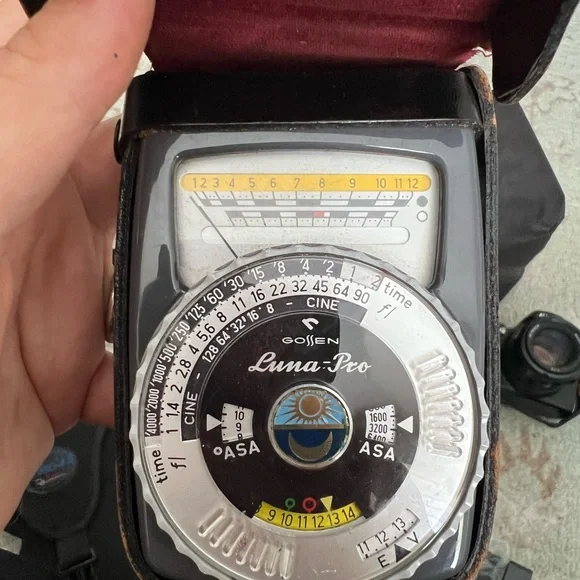 1 2 3 4 5 6 7 8 9 10 11 12
4000 2000 1000 500 250 125 '60 '30 '15 '8 '4 '2 1 2 time
time
f/ 1 1.4 2 2.8 4 5.6 8 11 16 22 32 45 64 90 f/
CINE - 128 64 '32 '16 '8 - CINE
GOSSEN
Luna-Pro
10
9
8
°ASA
1600
3200
6400
ASA
8 9 10 11 12 13 14
11 12 13
E V